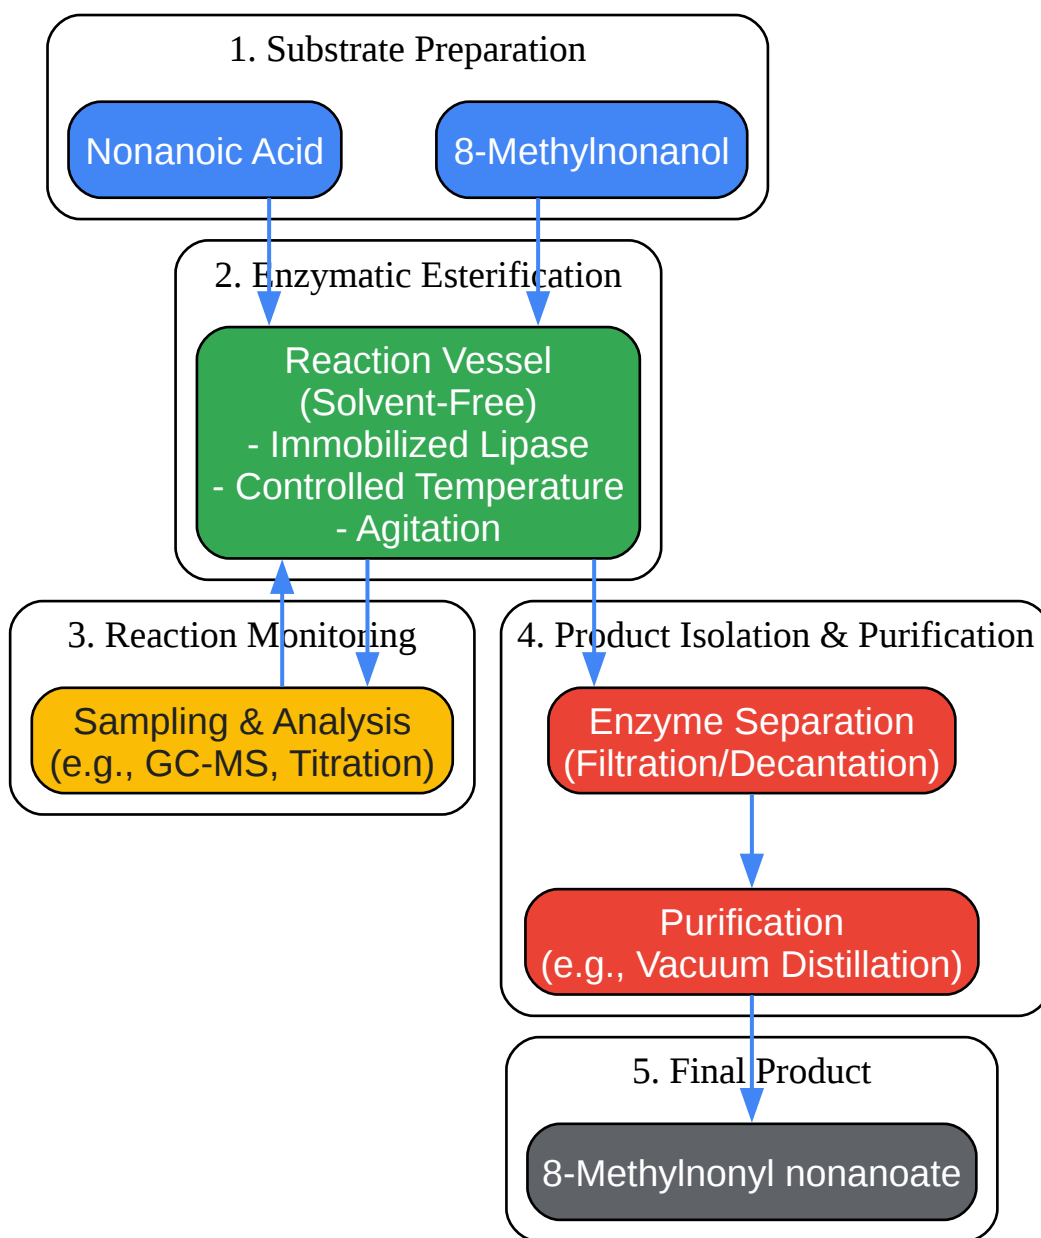 1. Substrate Preparation
Nonanoic Acid
8-Methylnonanol
2. Enzymatic Esterification
Reaction Vessel
(Solvent-Free)
- Immobilized Lipase
- Controlled Temperature
- Agitation
3. Reaction Monitoring
Sampling & Analysis
(e.g., GC-MS, Titration)
4. Product Isolation & Purification
Enzyme Separation
(Filtration/Decantation)
Purification
(e.g., Vacuum Distillation)
5. Final Product
8-Methylnonyl nonanoate